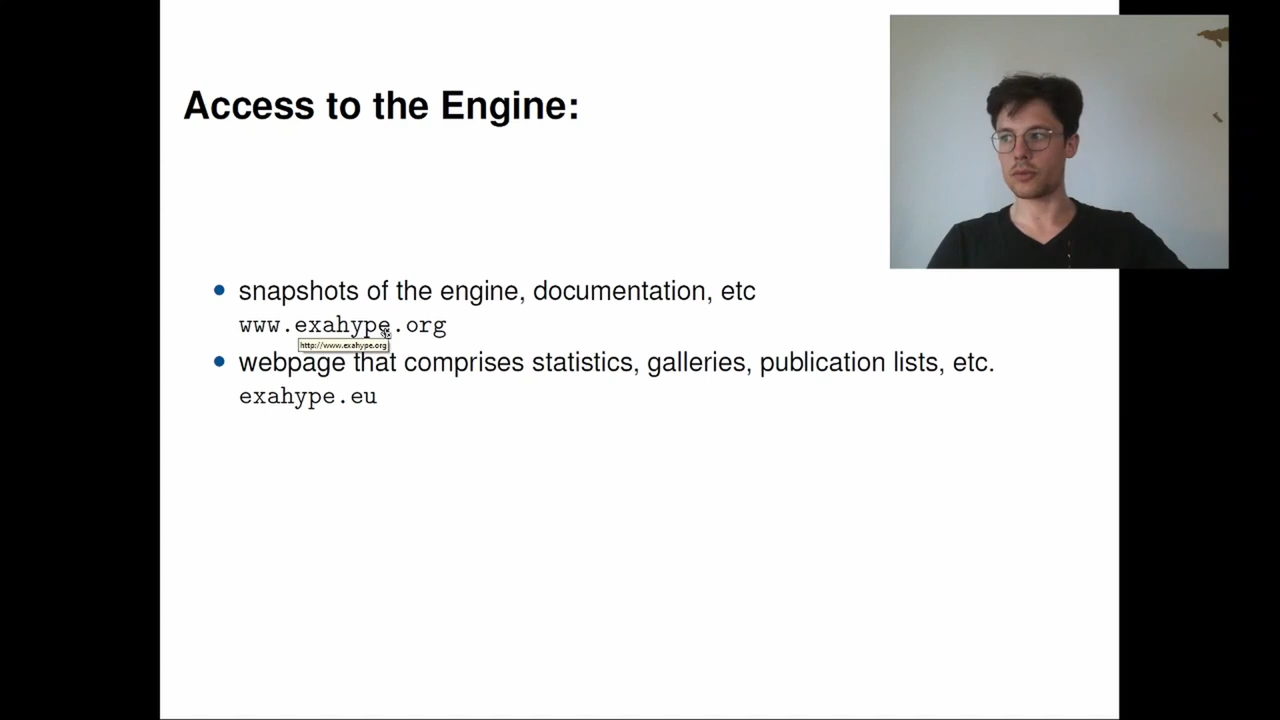 Access to the Engine:
snapshots of the engine, documentation, etc
www.exahype.org
http://www.exahype.org
webpage that comprises statistics, galleries, publication lists, etc.
exahype.eu